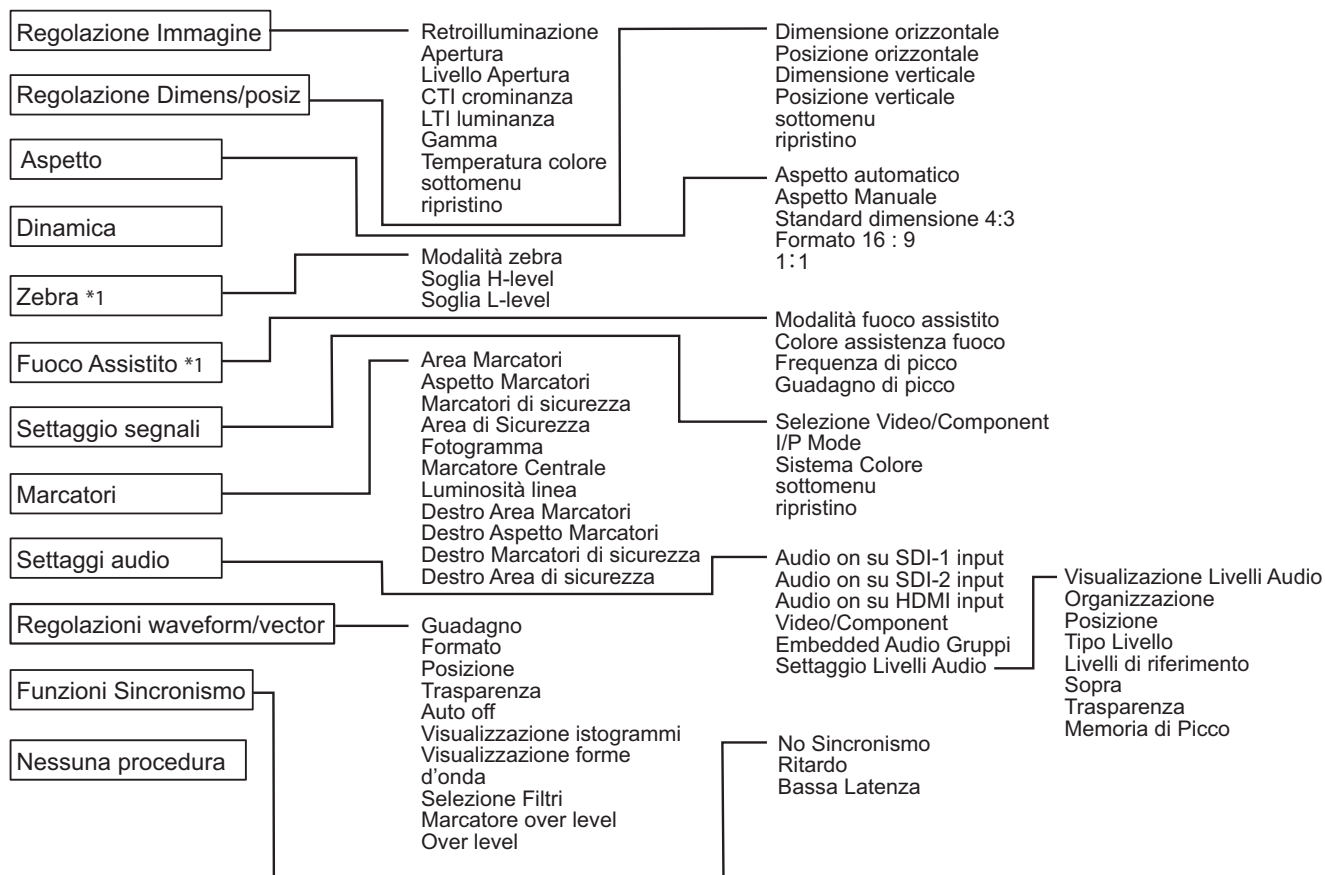 Regolazione Immagine
Regolazione Dimens/posiz
Aspetto
Dinamica
Zebra *1
Fuoco Assistito *1
Settaggio segnali
Marcatori
Settaggi audio
Regolazioni waveform/vector
Funzioni Sincronismo
Nessuna procedura
Retroilluminazione
Apertura
Livello Apertura
CTI crominanza
LTI luminanza
Gamma
Temperatura colore
sottomenu
ripristino
Modalità zebra
Soglia H-level
Soglia L-level
Area Marcatori
Aspetto Marcatori
Marcatori di sicurezza
Area di Sicurezza
Fotogramma
Marcatore Centrale
Luminosità linea
Destro Area Marcatori
Destro Aspetto Marcatori
Destro Marcatori di sicurezza
Destro Area di sicurezza
Guadagno
Formato
Posizione
Trasparenza
Auto off
Visualizzazione istogrammi
Visualizzazione forme
d'onda
Selezione Filtri
Marcatore over level
Over level
Dimensione orizzontale
Posizione orizzontale
Dimensione verticale
Posizione verticale
sottomenu
ripristino
Aspetto automatico
Aspetto Manuale
Standard dimensione 4:3
Formato 16 : 9
1:1
Modalità fuoco assistito
Colore assistenza fuoco
Frequenza di picco
Guadagno di picco
Selezione Video/Component
I/P Mode
Sistema Colore
sottomenu
ripristino
Audio on su SDI-1 input
Audio on su SDI-2 input
Audio on su HDMI input
Video/Component
Embedded Audio Gruppi
Settaggio Livelli Audio
No Sincronismo
Ritardo
Bassa Latenza
Visualizazione Livelli Audio
Organizzazione
Posizione
Tipo Livello
Livelli di riferimento
Sopra
Trasparenza
Memoria di Picco